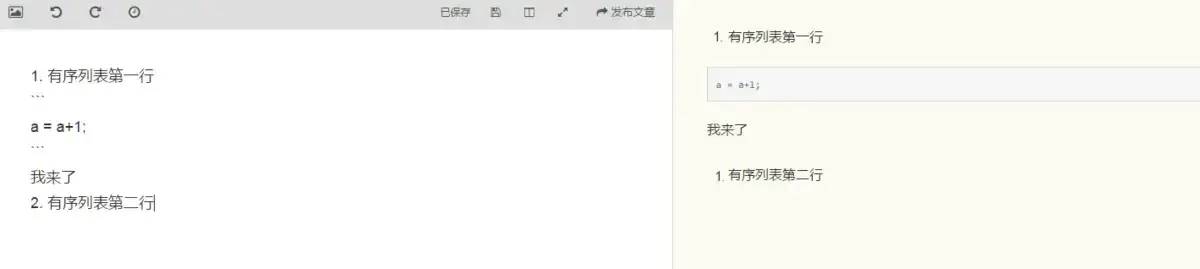 已保存 发布文章
1. 有序列表第一行
```
a = a+1;
```
我来了
2. 有序列表第二行
1. 有序列表第一行
a = a+1;
我来了
1. 有序列表第二行